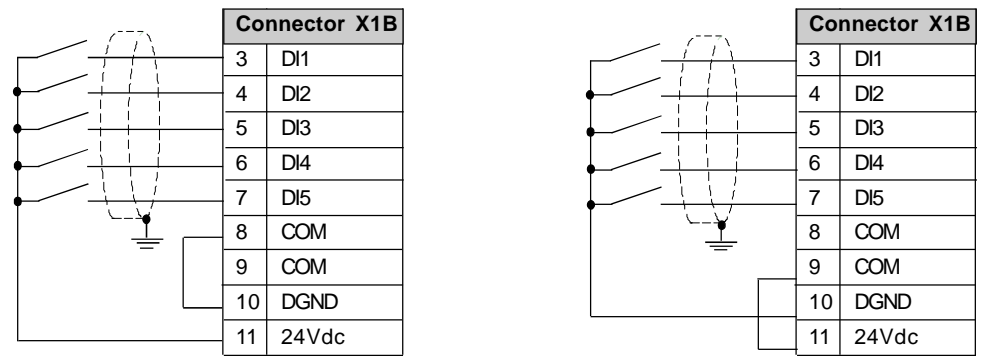 Connector X1B
3 DI1
4 DI2
5 DI3
6 DI4
7 DI5
8 COM
9 COM
10 DGND
11 24Vdc
Connector X1B
3 DI1
4 DI2
5 DI3
6 DI4
7 DI5
8 COM
9 COM
10 DGND
11 24Vdc